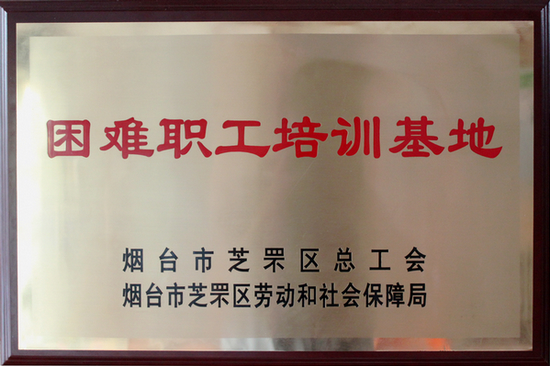 困难职工培训基地
烟台市芝罘区总工会
烟台市芝罘区劳动和社会保障局